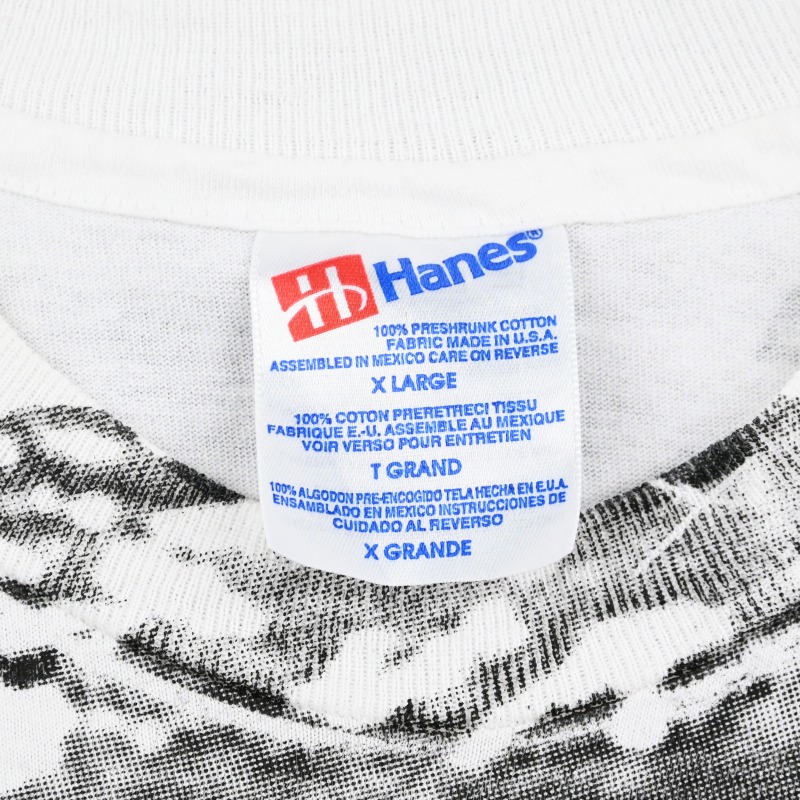 H Hanes®
100% PRESHRUNK COTTON
FABRIC MADE IN U.S.A.
ASSEMBLED IN MEXICO CARE ON REVERSE
X LARGE
100% COTON PRERETRECI TISSU
FABRIQUE E.-U. ASSEMBLE AU MEXIQUE
VOIR VERSO POUR ENTRETIEN
T GRAND
100% ALGODON PRE-ENCOGIDO TELA HECHA EN E.U.A.
ENSAMBLADO EN MEXICO INSTRUCCIONES DE
CUIDADO AL REVERSO
X GRANDE